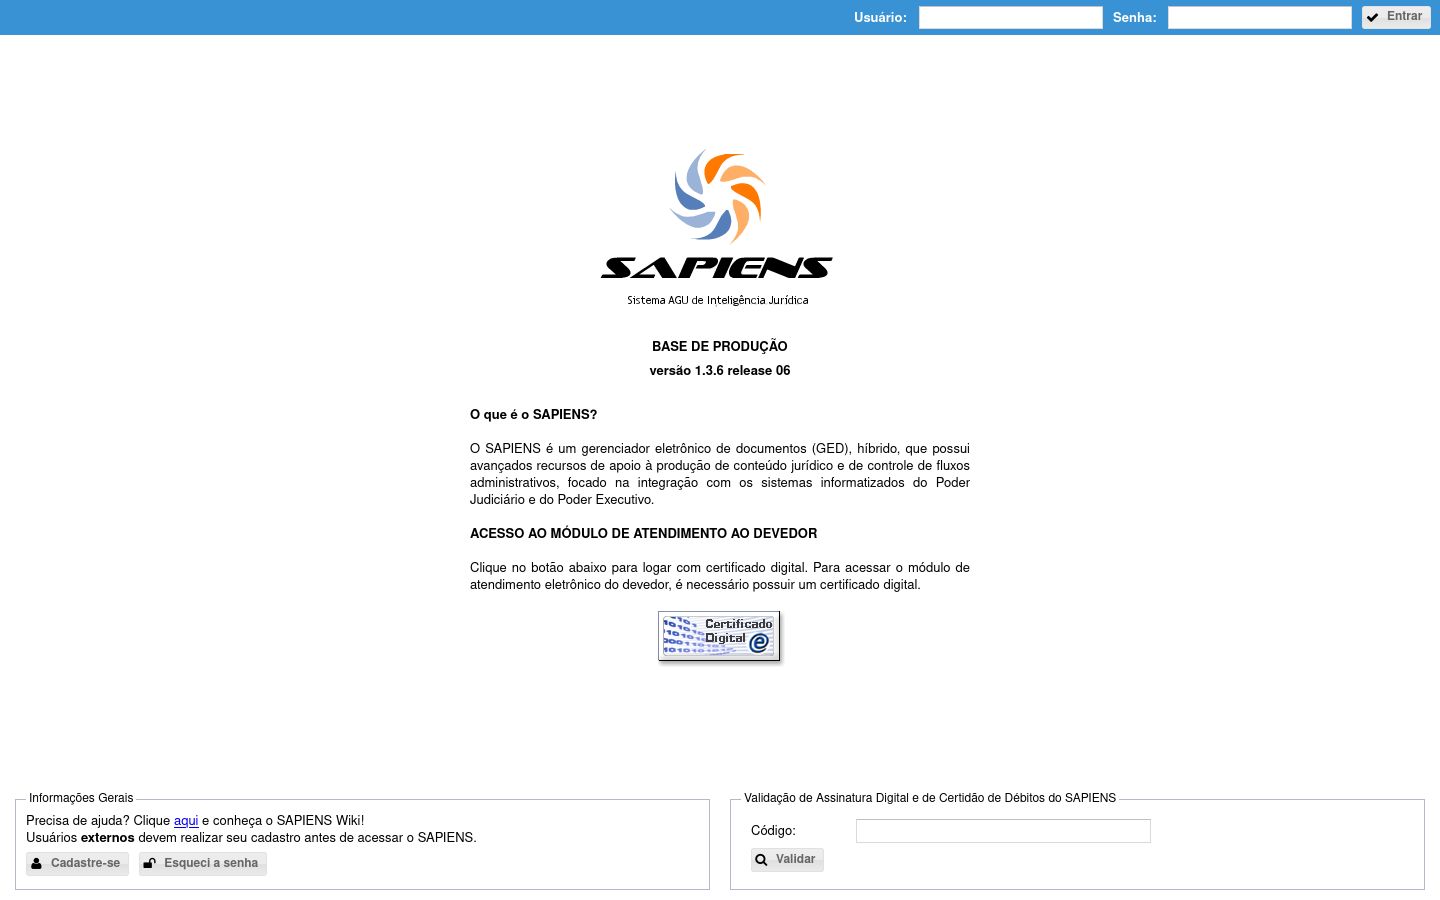 Usuário: Senha: Entrar
SAPIENS
Sistema AGU de Inteligência Jurídica
BASE DE PRODUÇÃO
versão 1.3.6 release 06
O que é o SAPIENS?
O SAPIENS é um gerenciador eletrônico de documentos (GED), híbrido, que possui
avançados recursos de apoio à produção de conteúdo jurídico e de controle de fluxos
administrativos, focado na integração com os sistemas informatizados do Poder
Judiciário e do Poder Executivo.
ACESSO AO MÓDULO DE ATENDIMENTO AO DEVEDOR
Clique no botão abaixo para logar com certificado digital. Para acessar o módulo de
atendimento eletrônico do devedor, é necessário possuir um certificado digital.
Certificado
Digital
Informações Gerais
Precisa de ajuda? Clique aqui e conheça o SAPIENS Wiki!
Usuários externos devem realizar seu cadastro antes de acessar o SAPIENS.
Cadastre-se Esqueci a senha
Validação de Assinatura Digital e de Certidão de Débitos do SAPIENS
Código:
Validar